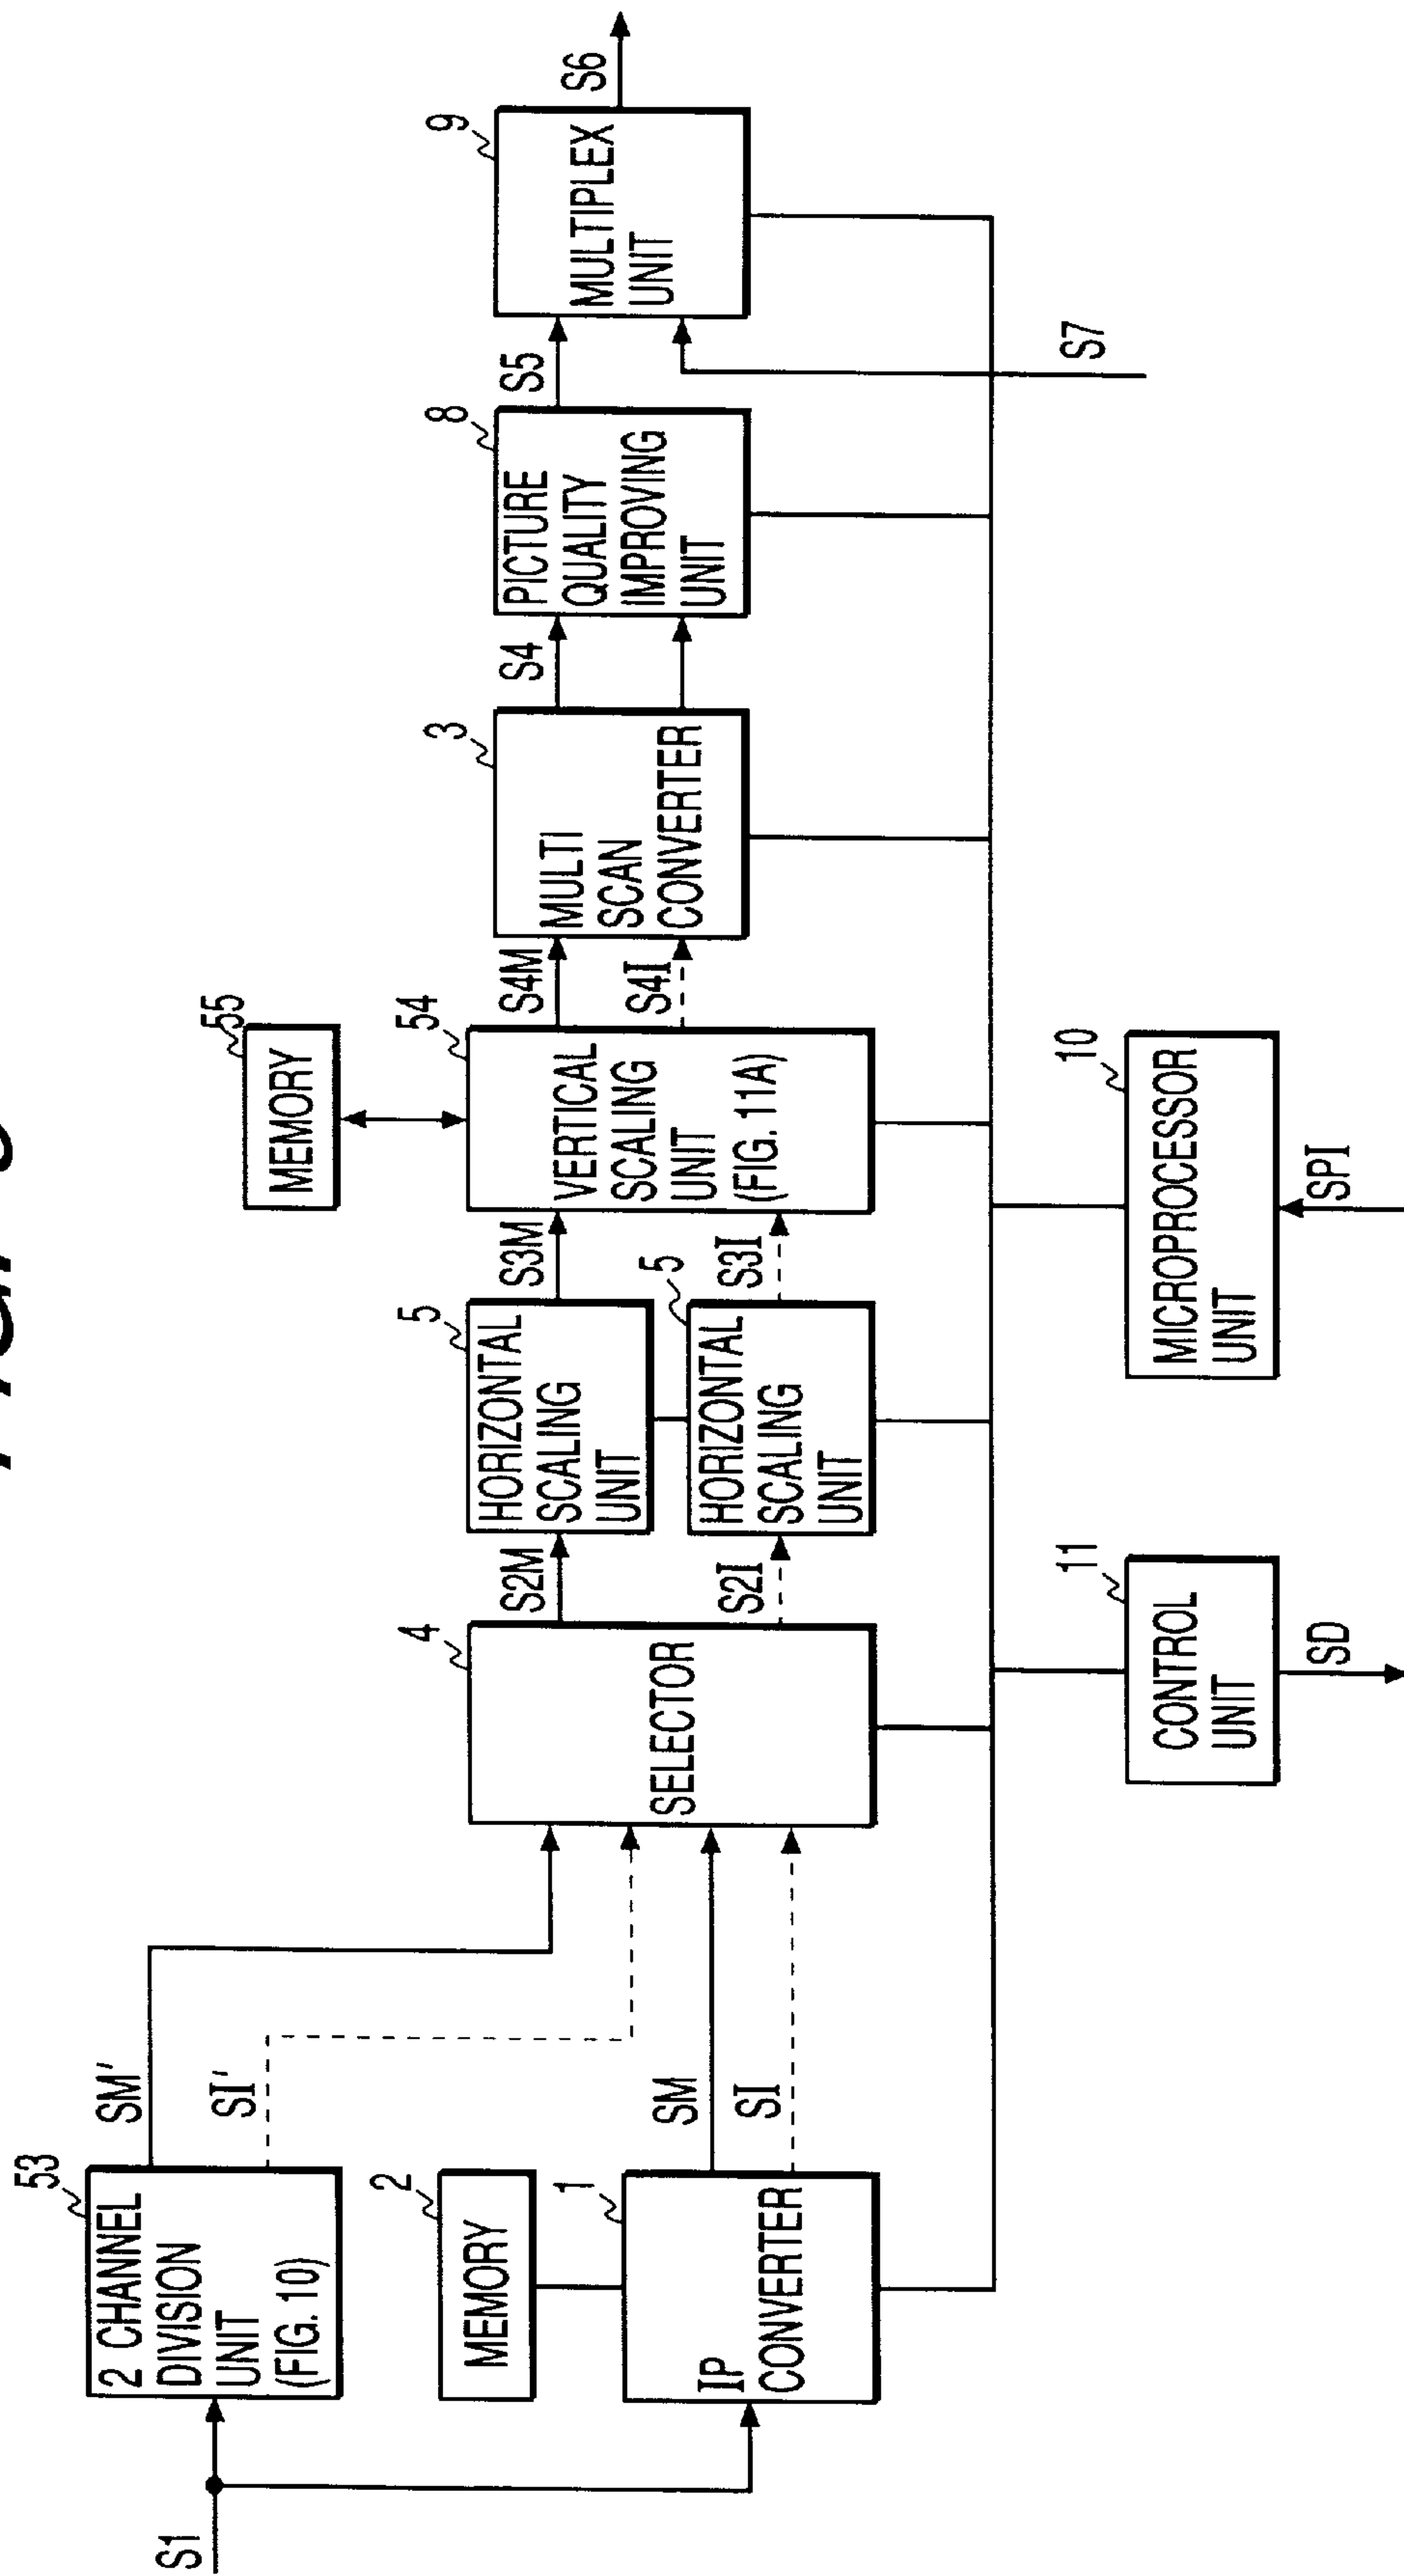 S1
53
2 CHANNEL
DIVISION
UNIT
(FIG. 10)
SM′
SI′
2
MEMORY
1
IP
CONVERTER
SM
SI
4
SELECTOR
S2M
S2I
5
HORIZONTAL
SCALING
UNIT
5
HORIZONTAL
SCALING
UNIT
S3M
S3I
55
MEMORY
54
VERTICAL
SCALING
UNIT
(FIG. 11A)
S4M
S4I
3
MULTI
SCAN
CONVERTER
S4
8
PICTURE
QUALITY
IMPROVING
UNIT
S5
9
MULTIPLEX
UNIT
S6
S7
11
CONTROL
UNIT
SD
10
MICROPROCESSOR
UNIT
SPI